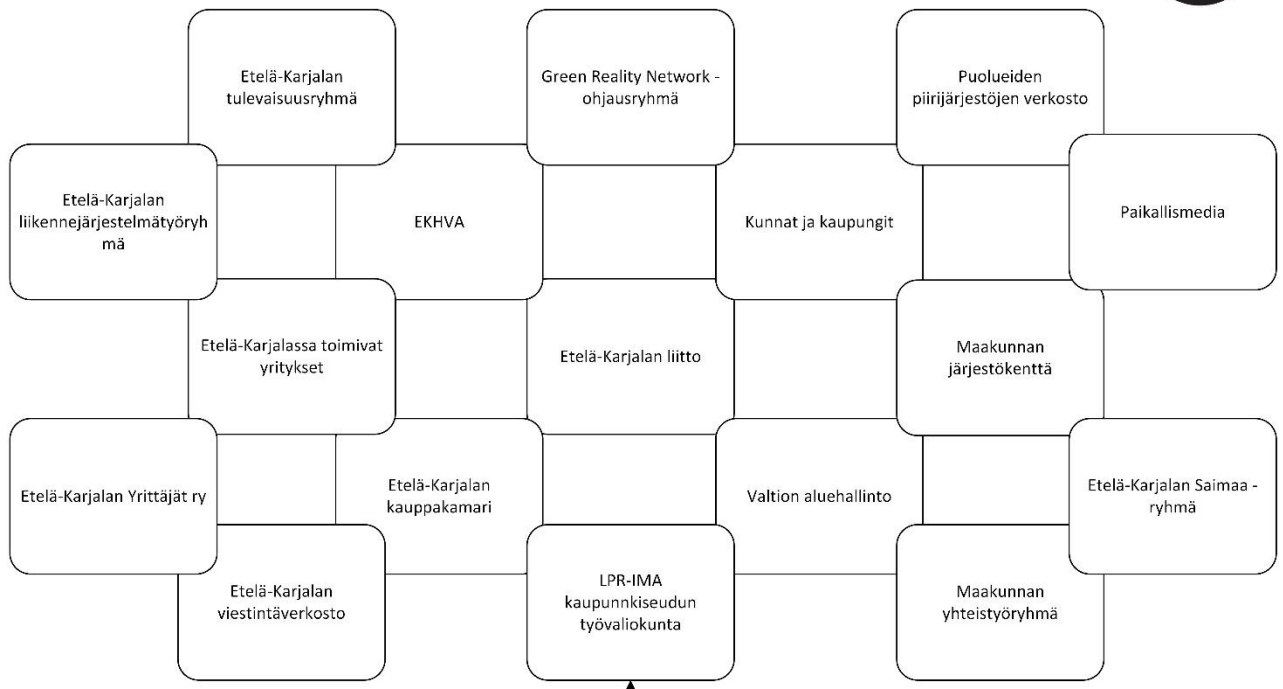 Etelä-Karjalan
tulevaisuusryhmä
Green Reality Network -
ohjausryhmä
Puolueiden
piirijärjestöjen verkosto
Etelä-Karjalan
liikennejärjestelmätyöryh
mä
EKHVA
Kunnat ja kaupungit
Paikallismedia
Etelä-Karjalassa toimivat
yritykset
Etelä-Karjalan liitto
Maakunnan
järjestökenttä
Etelä-Karjalan Yrittäjät ry
Etelä-Karjalan
kauppakamari
Valtion aluehallinto
Etelä-Karjalan Saimaa -
ryhmä
Etelä-Karjalan
viestintäverkosto
LPR-IMA
kaupunnkiseudun
työvaliokunta
Maakunnan
yhteistyöryhmä